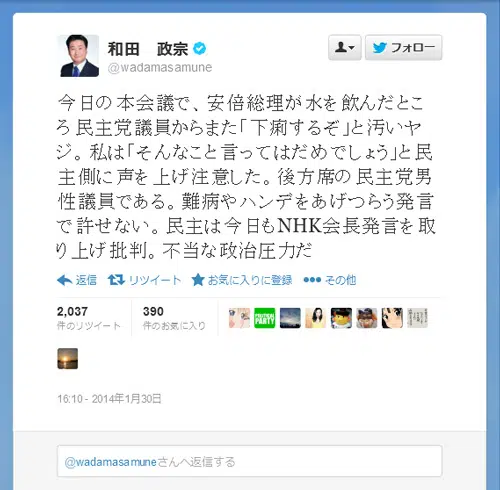 和田　政宗
@wadamasamune
フォロー
今日の本会議で、安倍総理が水を飲んだとこ
ろ民主党議員からまた「下痢するぞ」と汚いヤ
ジ。私は「そんなこと言ってはだめでしょう」と民
主側に声を上げ注意した。後方席の民主党男
性議員である。難病やハンデをあげつらう発言
で許せない。民主は今日もNHK会長発言を取
り上げ批判。不当な政治圧力だ
返信 リツイート お気に入りに登録 その他
2,037 390
件のリツイート 件のお気に入り
POLITICAL
PARTY
16:10 - 2014年1月30日
@wadamasamuneさんへ返信する